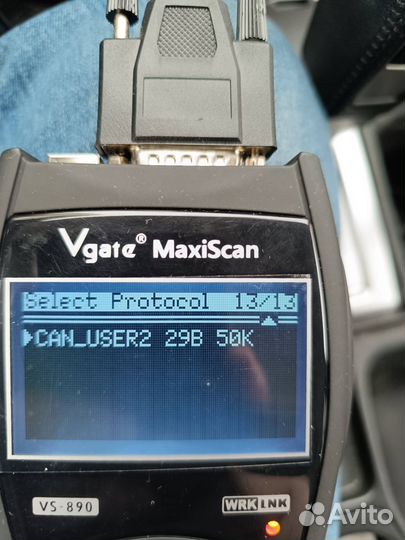 Vgate® MaxiScan
Select Protocol 13/13
CAN_USER2 29B 50K
VS-890
WRKLNK
Avito